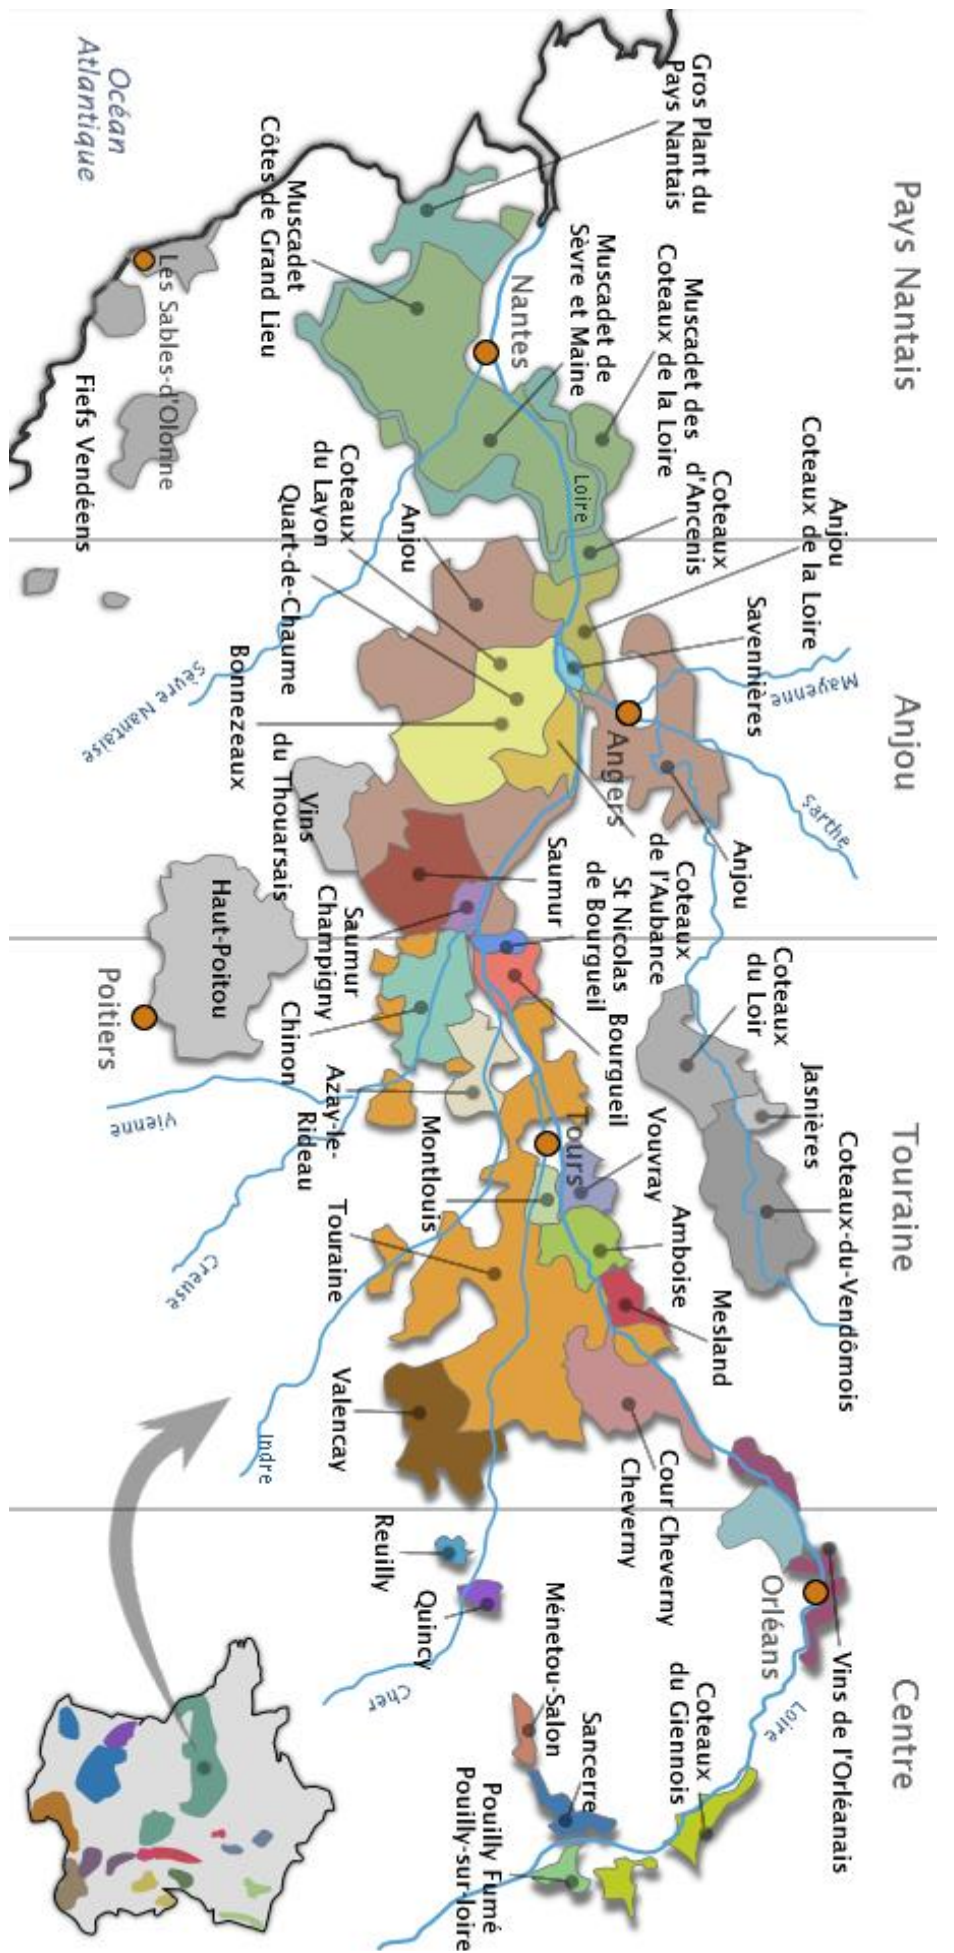 Pays Nantais
Anjou
Touraine
Centre
Océan
Atlantique
Gros Plant du
Pays Nantais
Muscadet
Côtes de Grand Lieu
Nantes
Muscadet de
Sèvre et Maine
Muscadet des
Coteaux de la Loire
Les Sables-d'Olonne
Fiefs Vendéens
Loire
Coteaux
d'Ancenis
Anjou
Coteaux de la Loire
Savennières
Mayenne
Sarthe
Angers
Anjou
Coteaux
du Layon
Quart-de-Chaume
Bonnezeaux
Sèvre Nantaise
Anjou
Coteaux
de l'Aubance
Vins
du Thouarsais
Saumur
Saumur
Champigny
St Nicolas
de Bourgueil
Bourgueil
Haut-Poitou
Poitiers
Chinon
Azay-le-
Rideau
Vienne
Creuse
Indre
Coteaux
du Loir
Jasnières
Coteaux-du-Vendômois
Tours
Vouvray
Montlouis
Amboise
Touraine
Mesland
Valencay
Cour Cheverny
Cheverny
Reuilly
Quincy
Cher
Orléans
Vins de l'Orléanais
Loire
Coteaux
du Giennois
Ménetou-Salon
Sancerre
Pouilly Fumé
Pouilly-sur-loire